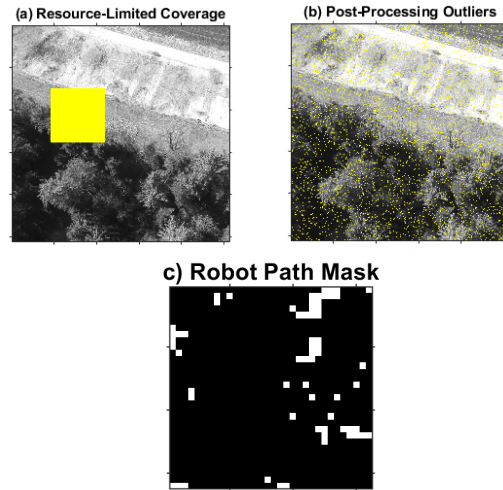 (a) Resource-Limited Coverage
(b) Post-Processing Outliers
c) Robot Path Mask